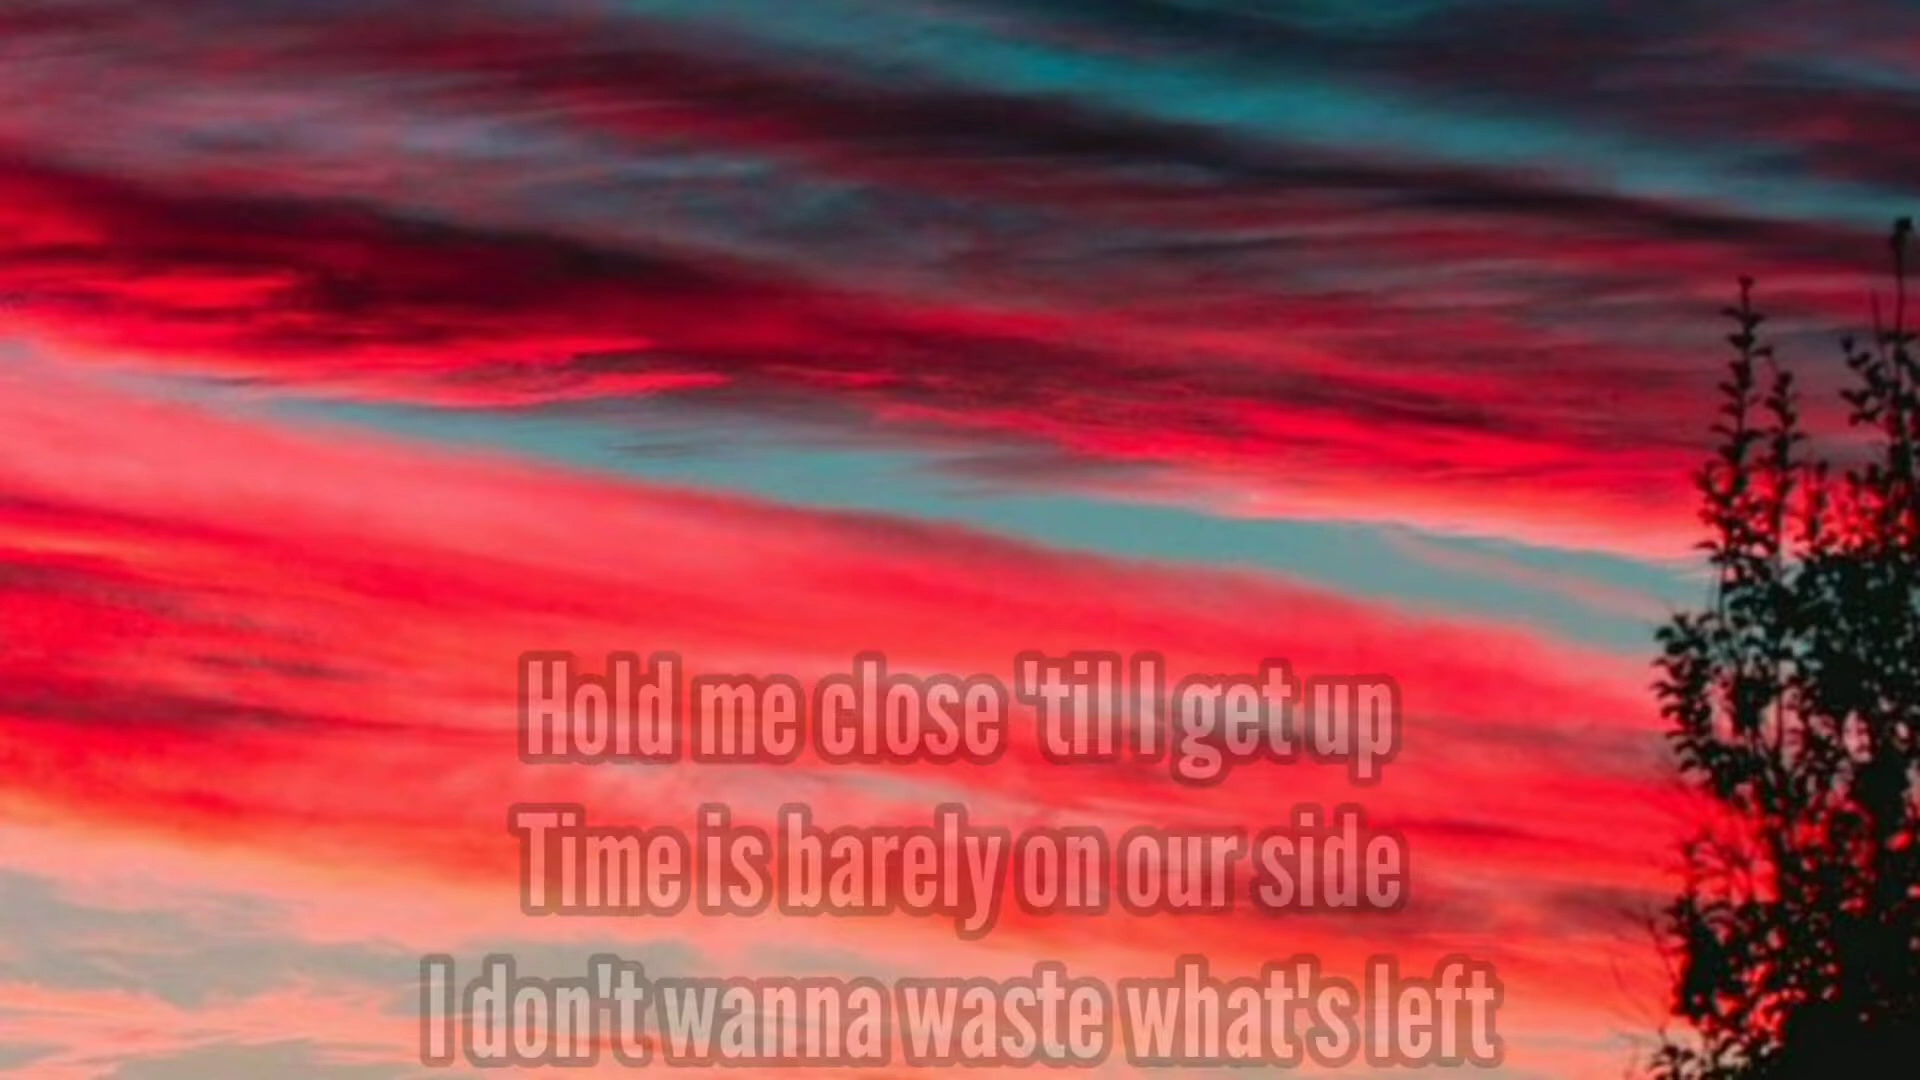 Hold me close 'til I get up
Time is barely on our side
I don't wanna waste what's left